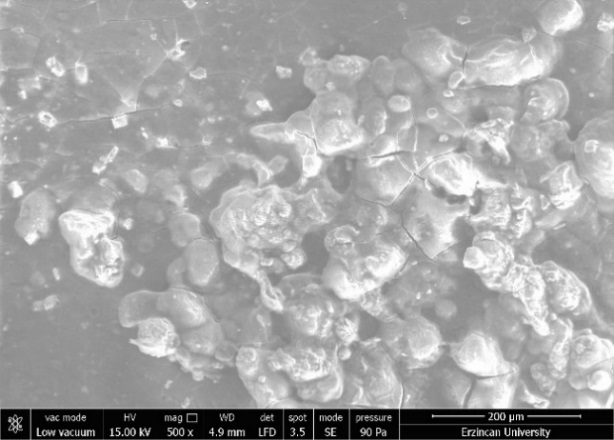 vac mode HV mag WD det spot mode pressure 200 µm
Low vacuum 15.00 kV 500 x 4.9 mm LFD 3.5 SE 90 Pa Erzincan University